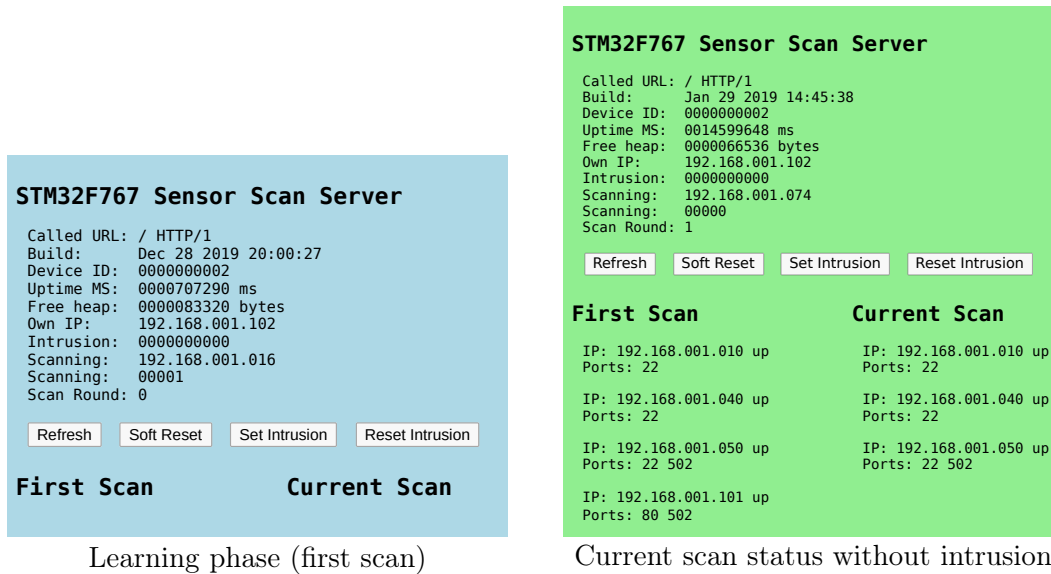 STM32F767 Sensor Scan Server
Called URL: / HTTP/1
Build: Dec 28 2019 20:00:27
Device ID: 0000000002
Uptime MS: 0000707290 ms
Free heap: 0000083320 bytes
Own IP: 192.168.001.102
Intrusion: 0000000000
Scanning: 192.168.001.016
Scanning: 00001
Scan Round: 0
Refresh Soft Reset Set Intrusion Reset Intrusion
First Scan Current Scan
Learning phase (first scan)
STM32F767 Sensor Scan Server
Called URL: / HTTP/1
Build: Jan 29 2019 14:45:38
Device ID: 0000000002
Uptime MS: 0014599648 ms
Free heap: 0000066536 bytes
Own IP: 192.168.001.102
Intrusion: 0000000000
Scanning: 192.168.001.074
Scanning: 00000
Scan Round: 1
Refresh Soft Reset Set Intrusion Reset Intrusion
First Scan Current Scan
IP: 192.168.001.010 up IP: 192.168.001.010 up
Ports: 22 Ports: 22
IP: 192.168.001.040 up IP: 192.168.001.040 up
Ports: 22 Ports: 22
IP: 192.168.001.050 up IP: 192.168.001.050 up
Ports: 22 502 Ports: 22 502
IP: 192.168.001.101 up
Ports: 80 502
Current scan status without intrusion